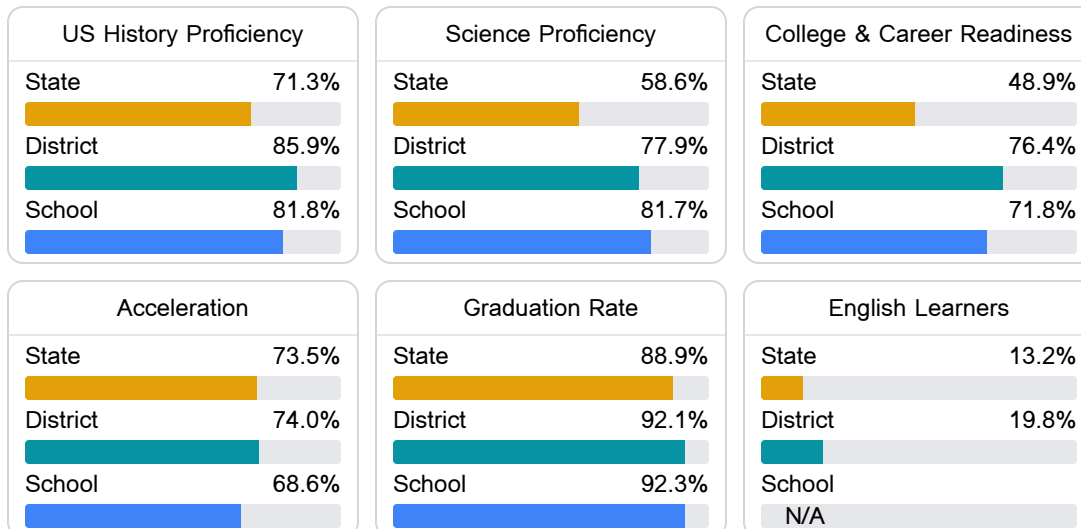 US History Proficiency
State 71.3%
District 85.9%
School 81.8%
Science Proficiency
State 58.6%
District 77.9%
School 81.7%
College & Career Readiness
State 48.9%
District 76.4%
School 71.8%
Acceleration
State 73.5%
District 74.0%
School 68.6%
Graduation Rate
State 88.9%
District 92.1%
School 92.3%
English Learners
State 13.2%
District 19.8%
School
N/A